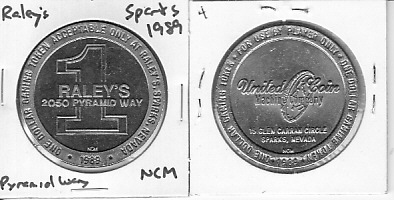 Raley's
Sparks
1989
ONE DOLLAR GAMING TOKEN ACCEPTABLE ONLY AT RALEY'S, SPARKS, NEVADA
1
RALEY'S
2050 PYRAMID WAY
NCM
• 1989 •
Pyramid Way
NCM
FOR USE BY PLAYER ONLY • ONE DOLLAR GAMING TOKEN
United Coin
Machine Company
15 GLEN CARRAN CIRCLE
SPARKS, NEVADA
NCM